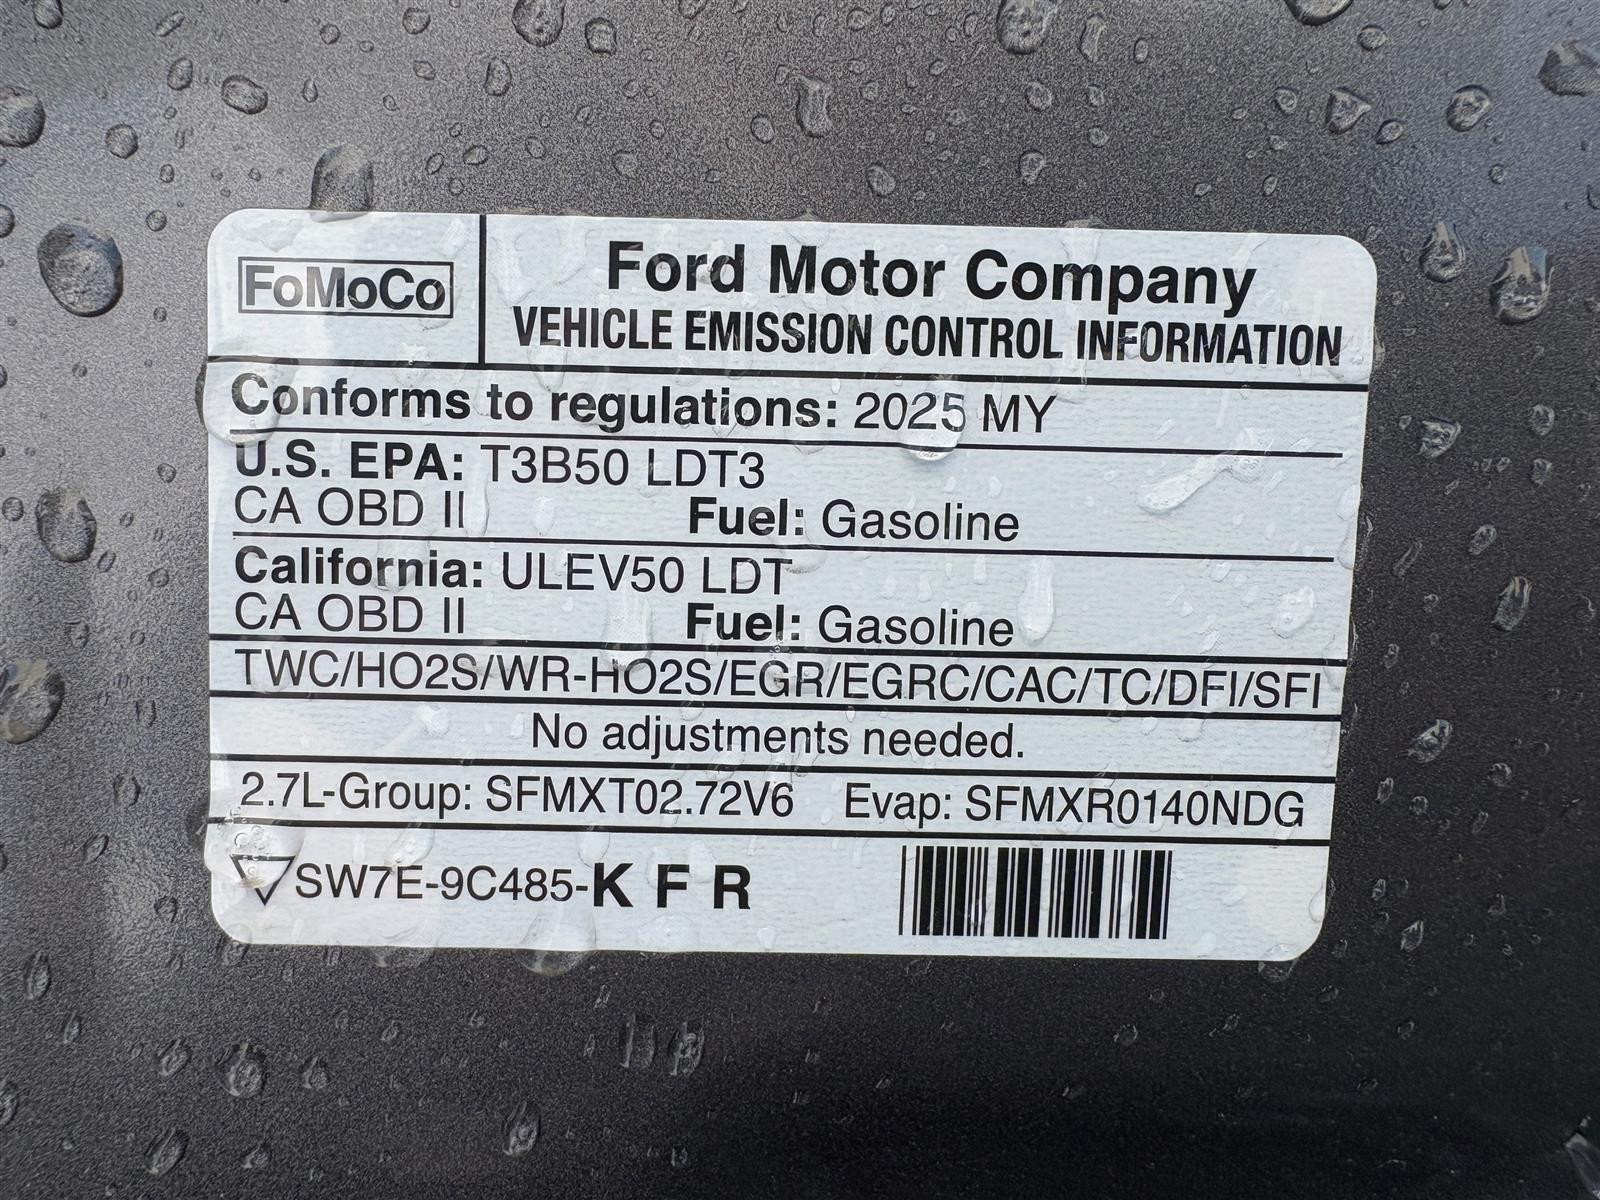 FoMoCo
Ford Motor Company
VEHICLE EMISSION CONTROL INFORMATION
Conforms to regulations: 2025 MY
U.S. EPA: T3B50 LDT3
CA OBD II Fuel: Gasoline
California: ULEV50 LDT
CA OBD II Fuel: Gasoline
TWC/HO2S/WR-HO2S/EGR/EGRC/CAC/TC/DFI/SFI
No adjustments needed.
2.7L-Group: SFMXT02.72V6 Evap: SFMXR0140NDG
SW7E-9C485-K F R